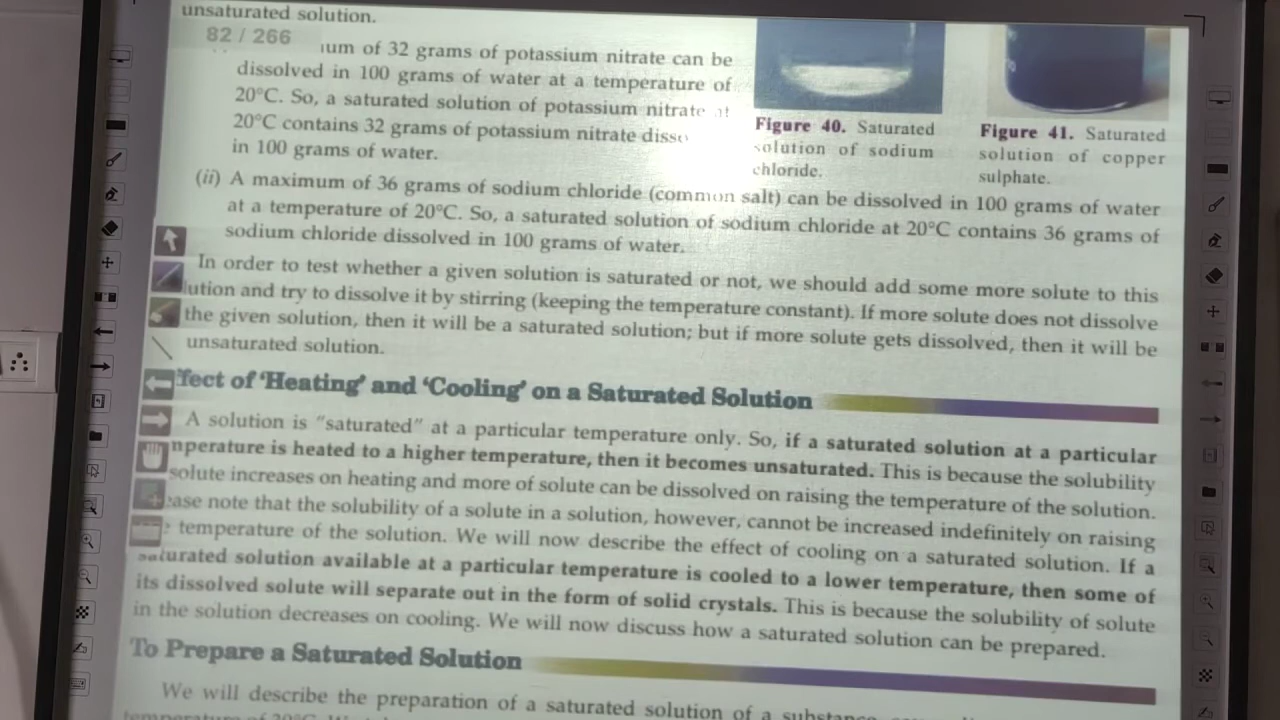 unsaturated solution.
82 / 266
um of 32 grams of potassium nitrate can be
dissolved in 100 grams of water at a temperature of
20°C. So, a saturated solution of potassium nitrate at
20°C contains 32 grams of potassium nitrate
in 100 grams of water.
Figure 40. Saturated
solution of sodium
chloride.
Figure 41. Saturated
solution of copper
sulphate.
(ii) A maximum of 36 grams of sodium chloride (common salt) can be dissolved in 100 grams of water
at a temperature of 20°C. So, a saturated solution of sodium chloride at 20°C contains 36 grams of
sodium chloride dissolved in 100 grams of water.
In order to test whether a given solution is saturated or not, we should add some more solute to this
lution and try to dissolve it by stirring (keeping the temperature constant). If more solute does not dissolve
the given solution, then it will be a saturated solution; but if more solute gets dissolved, then it will be
unsaturated solution.
ffect of 'Heating' and 'Cooling' on a Saturated Solution
A solution is "saturated" at a particular temperature only. So, if a saturated solution at a particular
mperature is heated to a higher temperature, then it becomes unsaturated. This is because the solubility
solute increases on heating and more of solute can be dissolved on raising the temperature of the solution.
ease note that the solubility of a solute in a solution, however, cannot be increased indefinitely on raising
temperature of the solution. We will now describe the effect of cooling on a saturated solution. If a
saturated solution available at a particular temperature is cooled to a lower temperature, then some of
its dissolved solute will separate out in the form of solid crystals. This is because the solubility of solute
in the solution decreases on cooling. We will now discuss how a saturated solution can be prepared.
To Prepare a Saturated Solution
We will describe the preparation of a saturated solution of a substance